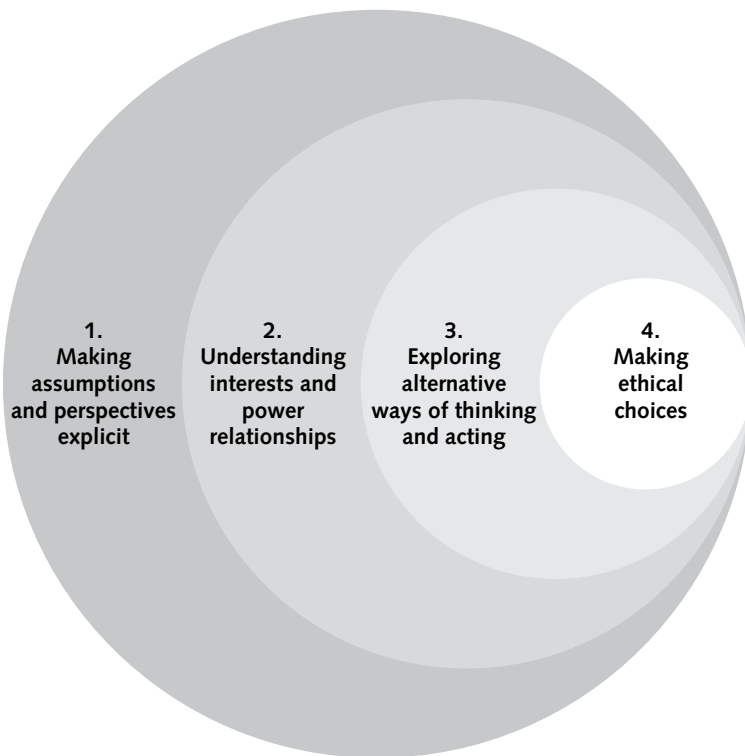 1.
Making
assumptions
and perspectives
explicit
2.
Understanding
interests and
power
relationships
3.
Exploring
alternative
ways of thinking
and acting
4.
Making
ethical
choices